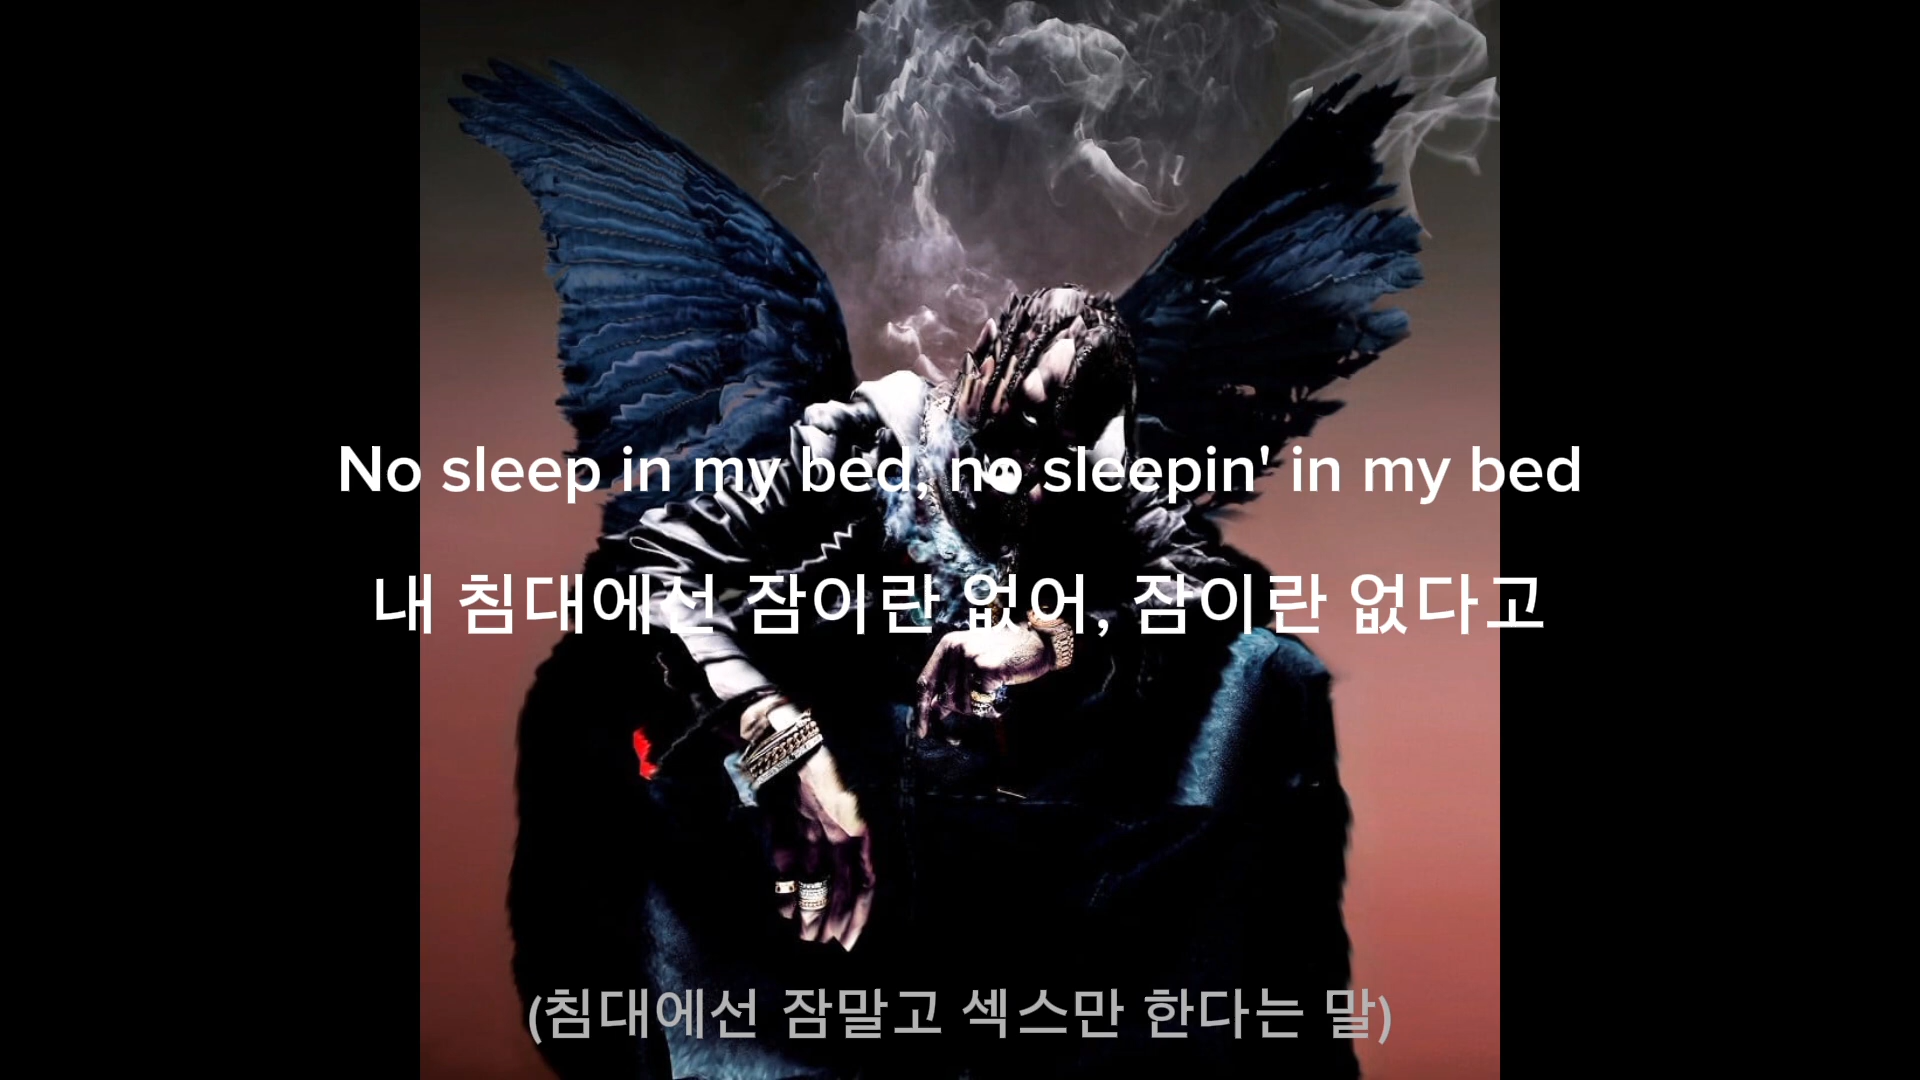 No sleep in my bed, no sleepin' in my bed
내 침대에선 잠이란 없어, 잠이란 없다고
(침대에선 잠말고 섹스만 한다는 말)